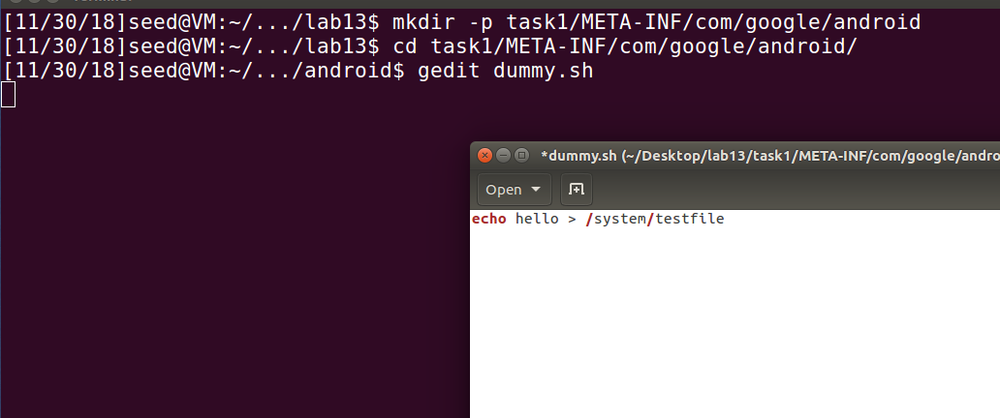 [11/30/18]seed@VM:~/.../lab13$ mkdir -p task1/META-INF/com/google/android
[11/30/18]seed@VM:~/.../lab13$ cd task1/META-INF/com/google/android/
[11/30/18]seed@VM:~/.../android$ gedit dummy.sh
*dummy.sh (~/Desktop/lab13/task1/META-INF/com/google/andro
Open
echo hello > /system/testfile